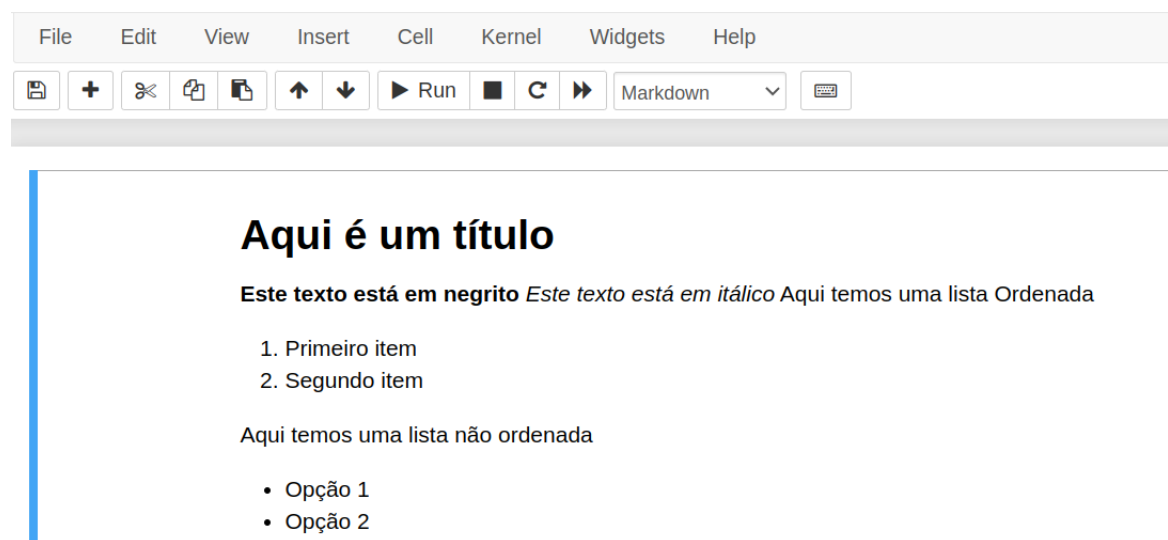 File Edit View Insert Cell Kernel Widgets Help
Run Markdown
Aqui é um título
Este texto está em negrito Este texto está em itálico Aqui temos uma lista Ordenada
1. Primeiro item
2. Segundo item
Aqui temos uma lista não ordenada
• Opção 1
• Opção 2